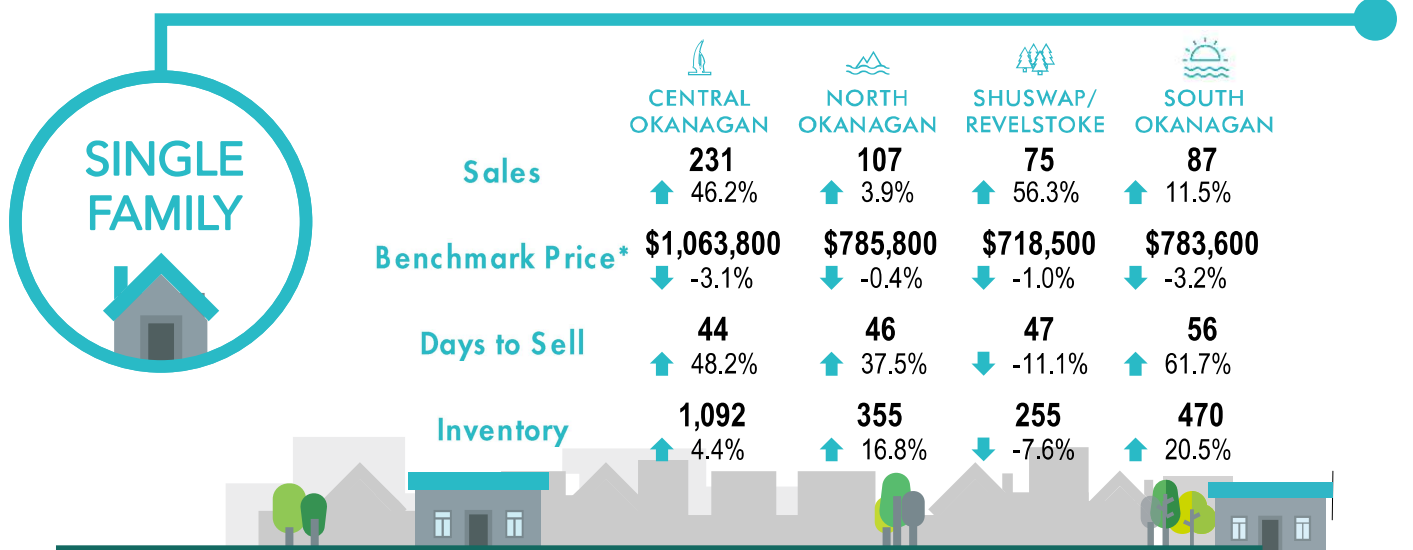 SINGLE
FAMILY
CENTRAL
OKANAGAN
NORTH
OKANAGAN
SHUSWAP/
REVELSTOKE
SOUTH
OKANAGAN
Sales
231
107
75
87
46.2%
3.9%
56.3%
11.5%
Benchmark Price*
$1,063,800
$785,800
$718,500
$783,600
-3.1%
-0.4%
-1.0%
-3.2%
Days to Sell
44
46
47
56
48.2%
37.5%
-11.1%
61.7%
Inventory
1,092
355
255
470
4.4%
16.8%
-7.6%
20.5%